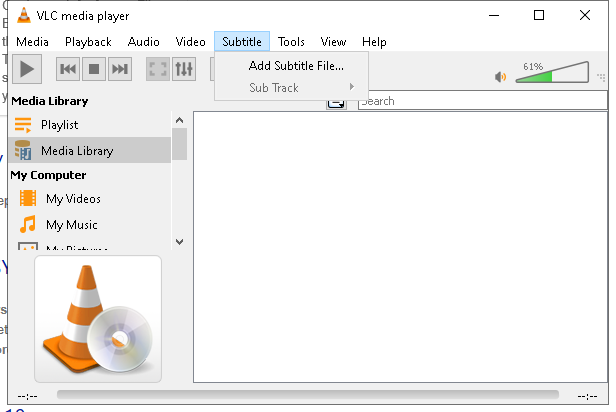 VLC media player
Media Playback Audio Video Subtitle Tools View Help
Add Subtitle File...
61%
Sub Track
Media Library
Search
Playlist
Media Library
My Computer
My Videos
My Music
My Pictures
--:-- --:--